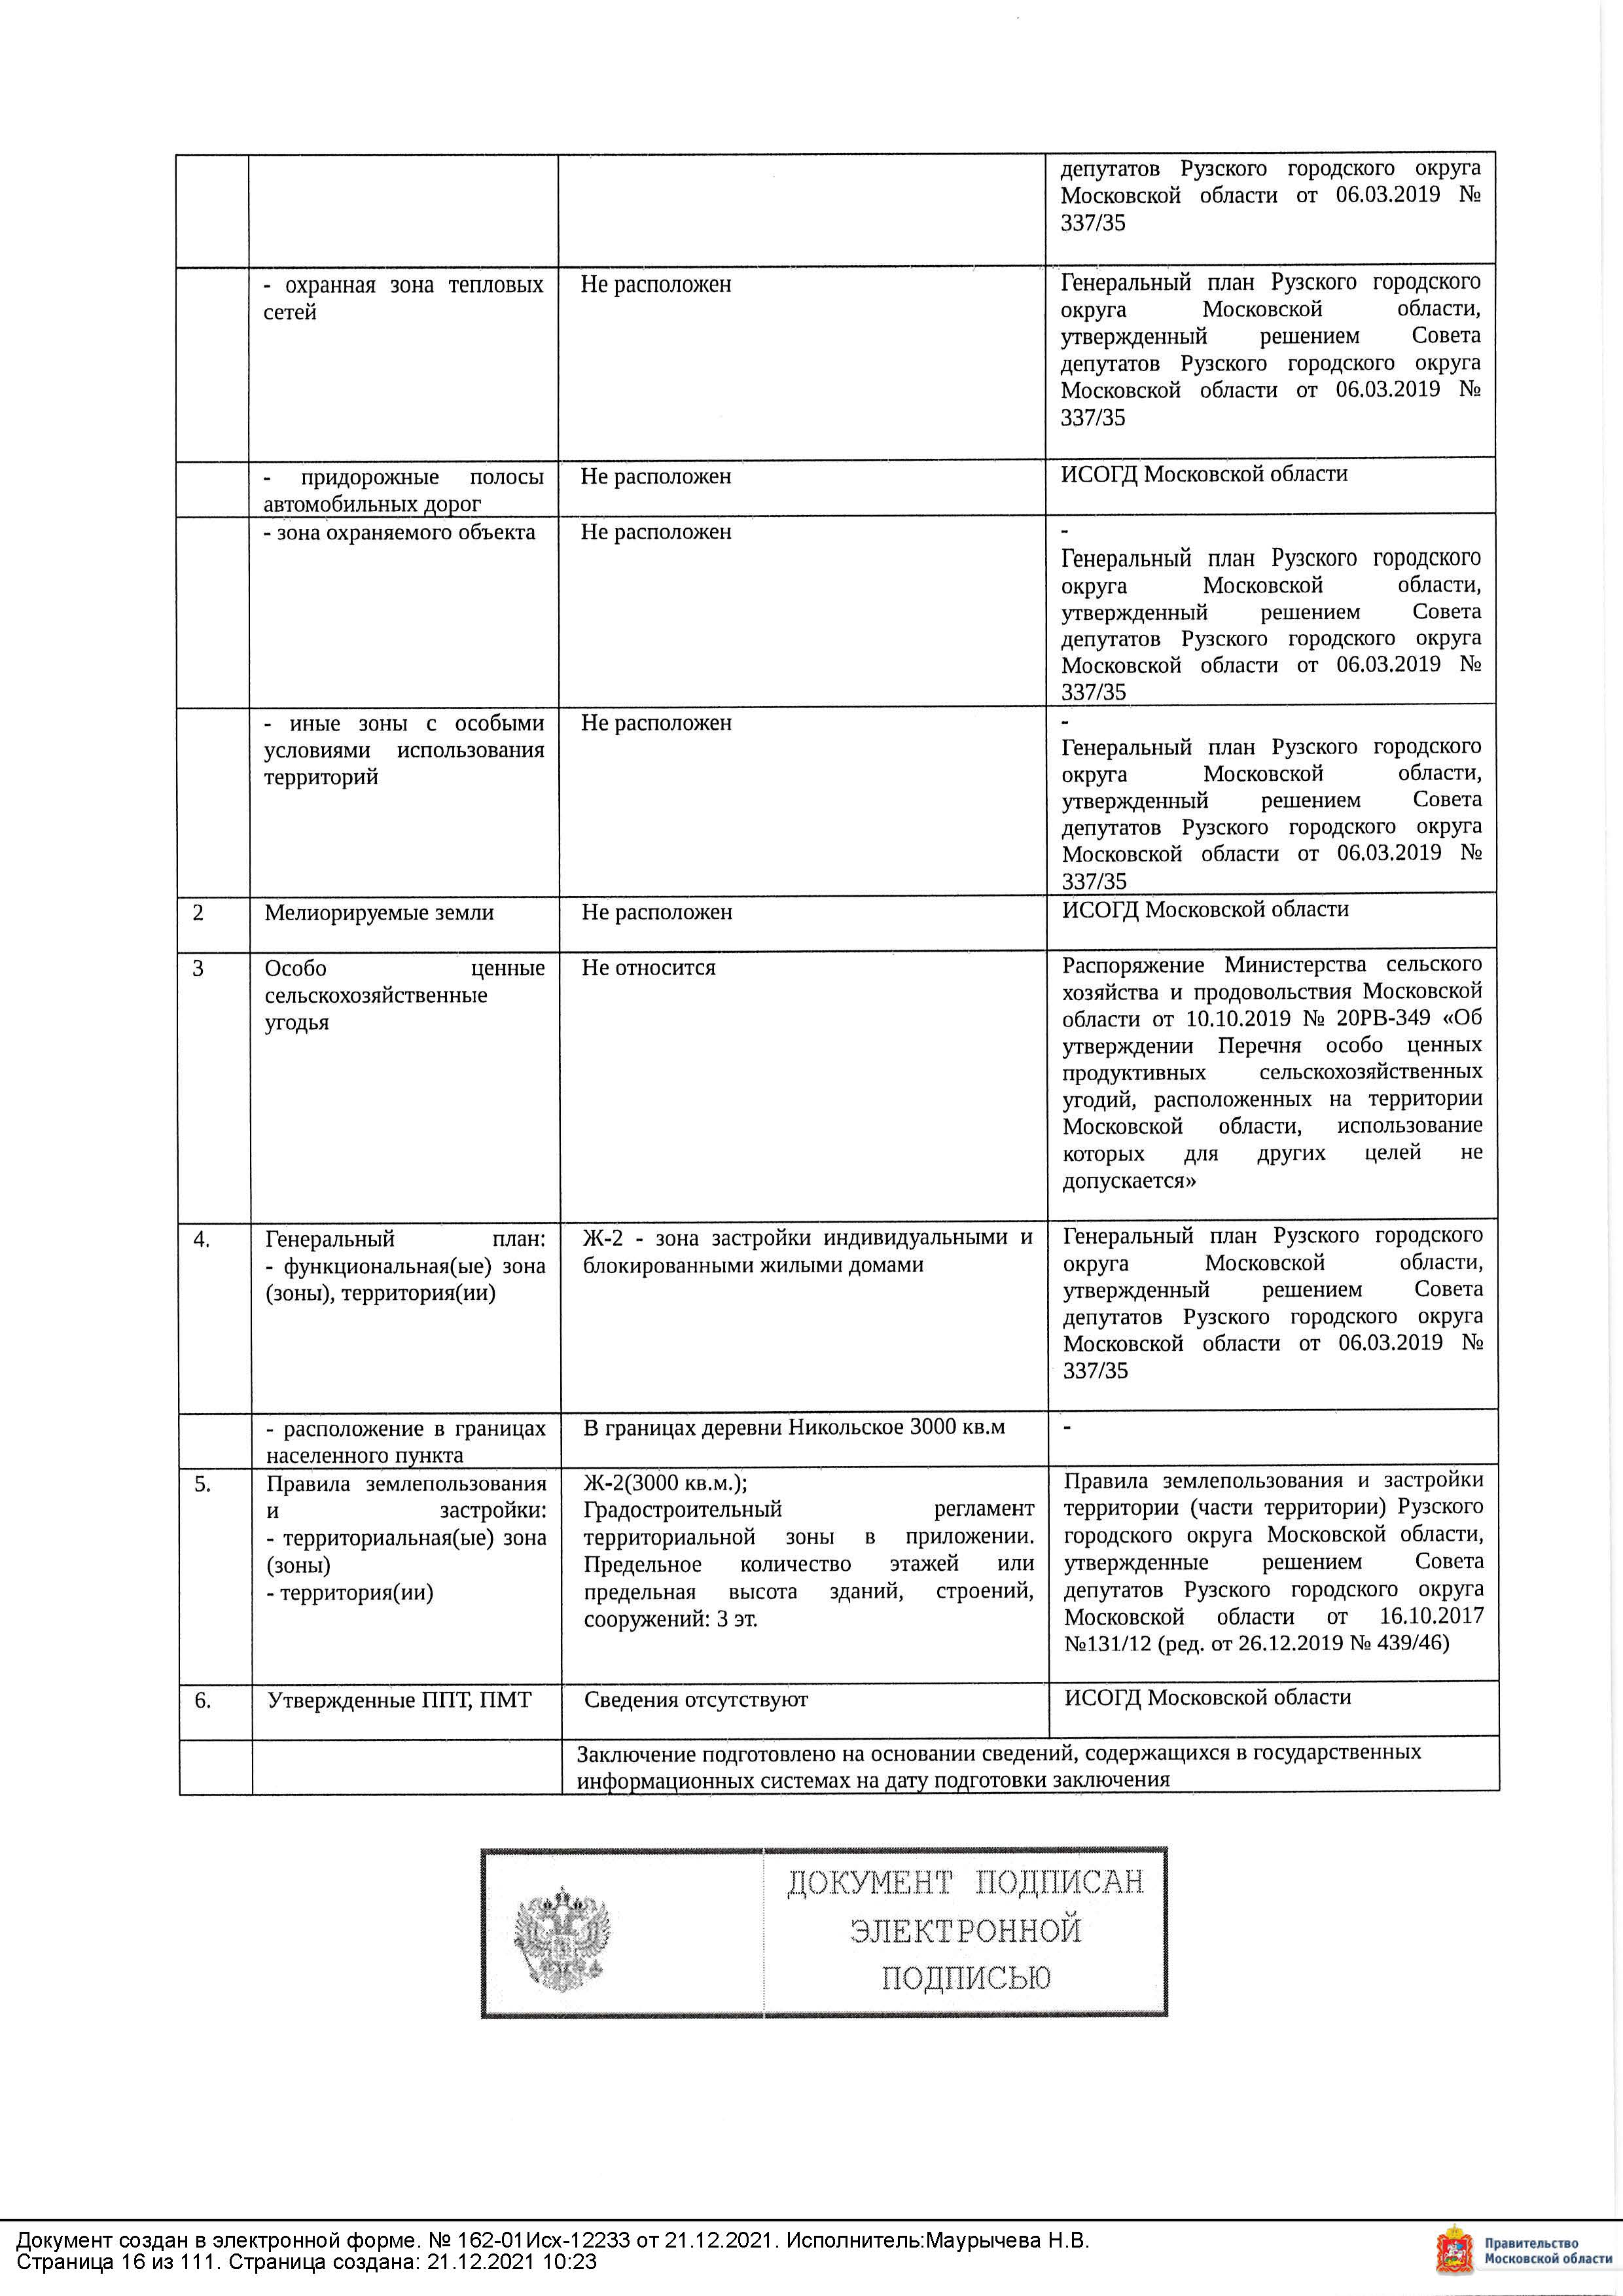 депутатов Рузского городского округа
Московской области от 06.03.2019 №
337/35
- охранная зона тепловых
сетей
Не расположен
Генеральный план Рузского городского
округа Московской области,
утвержденный решением Совета
депутатов Рузского городского округа
Московской области от 06.03.2019 №
337/35
- придорожные полосы
автомобильных дорог
Не расположен
ИСОГД Московской области
- зона охраняемого объекта
Не расположен
-
Генеральный план Рузского городского
округа Московской области,
утвержденный решением Совета
депутатов Рузского городского округа
Московской области от 06.03.2019 №
337/35
- иные зоны с особыми
условиями использования
территорий
Не расположен
-
Генеральный план Рузского городского
округа Московской области,
утвержденный решением Совета
депутатов Рузского городского округа
Московской области от 06.03.2019 №
337/35
2
Мелиорируемые земли
Не расположен
ИСОГД Московской области
3
Особо ценные
сельскохозяйственные
угодья
Не относится
Распоряжение Министерства сельского
хозяйства и продовольствия Московской
области от 10.10.2019 № 20РВ-349 «Об
утверждении Перечня особо ценных
продуктивных сельскохозяйственных
угодий, расположенных на территории
Московской области, использование
которых для других целей не
допускается»
4.
Генеральный план:
- функциональная(ые) зона
(зоны), территория(ии)
Ж-2 - зона застройки индивидуальными и
блокированными жилыми домами
Генеральный план Рузского городского
округа Московской области,
утвержденный решением Совета
депутатов Рузского городского округа
Московской области от 06.03.2019 №
337/35
- расположение в границах
населенного пункта
В границах деревни Никольское 3000 кв.м
-
5.
Правила землепользования
и застройки:
- территориальная(ые) зона
(зоны)
- территория(ии)
Ж-2(3000 кв.м.);
Градостроительный регламент
территориальной зоны в приложении.
Предельное количество этажей или
предельная высота зданий, строений,
сооружений: 3 эт.
Правила землепользования и застройки
территории (части территории) Рузского
городского округа Московской области,
утвержденные решением Совета
депутатов Рузского городского округа
Московской области от 16.10.2017
№131/12 (ред. от 26.12.2019 № 439/46)
6.
Утвержденные ППТ, ПМТ
Сведения отсутствуют
ИСОГД Московской области
Заключение подготовлено на основании сведений, содержащихся в государственных
информационных системах на дату подготовки заключения
ДОКУМЕНТ ПОДПИСАН
ЭЛЕКТРОННОЙ
ПОДПИСЬЮ
Документ создан в электронной форме. № 162-01Исх-12233 от 21.12.2021. Исполнитель:Маурычева Н.В.
Страница 16 из 111. Страница создана: 21.12.2021 10:23
Правительство
Московской области